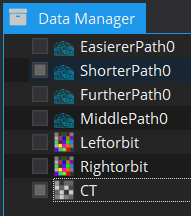 Data Manager
EasiererPath0
ShorterPath0
FurtherPath0
MiddlePath0
Leftorbit
Rightorbit
CT